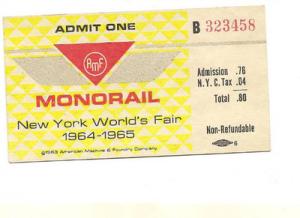 ADMIT ONE
B 323458
AMF
MONORAIL
New York World's Fair
1964-1965
©1963 American Machine & Foundry Company
Admission .76
N.Y.C. Tax .04
Total .80
Non-Refundable
6